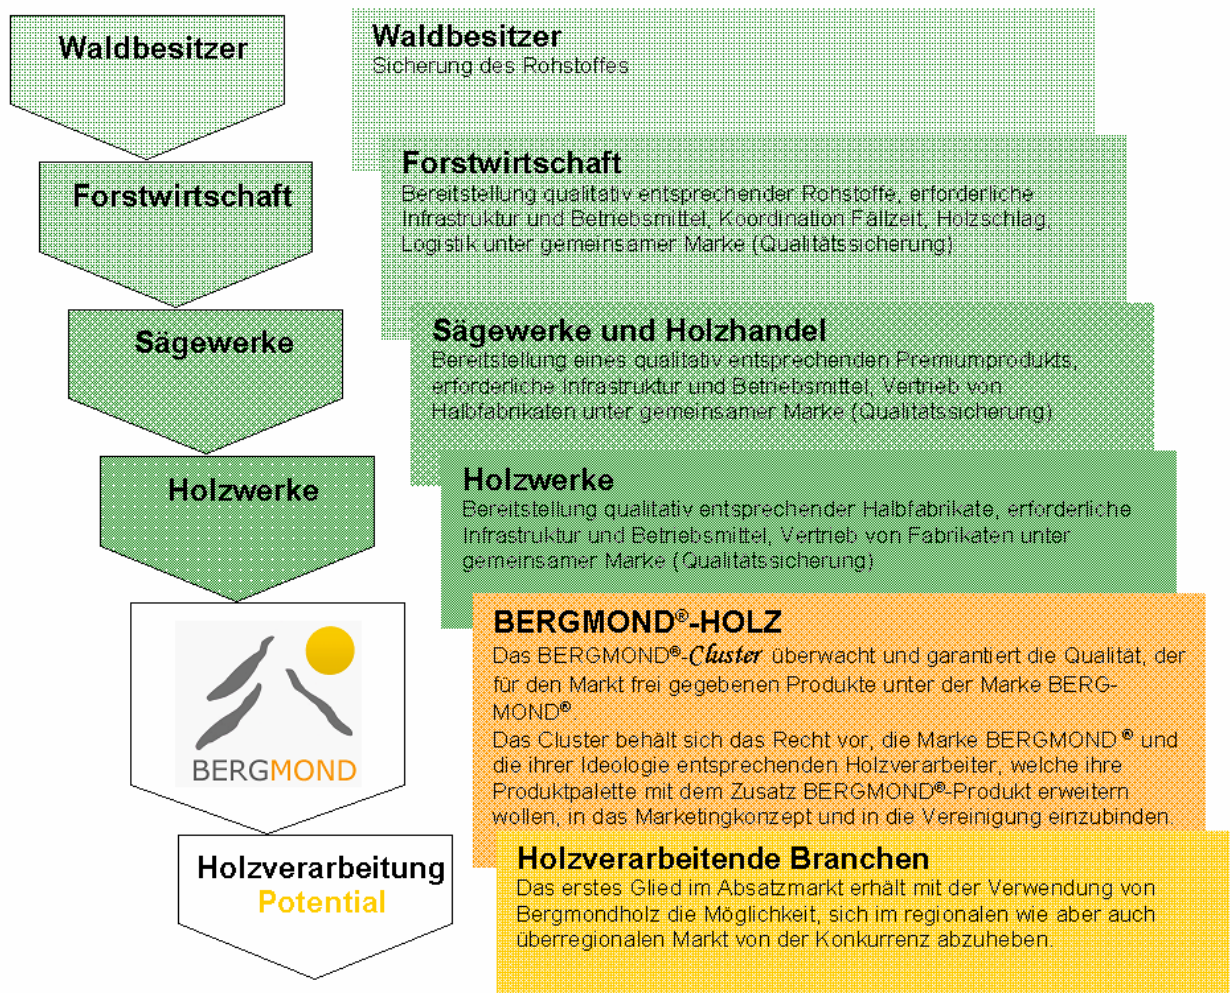 Waldbesitzer
Waldbesitzer
Sicherung des Rohstoffes
Forstwirtschaft
Forstwirtschaft
Bereitstellung qualitativ entsprechender Rohstoffe, erforderliche
Infrastruktur und Betriebsmittel, Koordination Fällzeit, Holzschlag,
Logistik unter gemeinsamer Marke (Qualitätssicherung)
Sägewerke
Sägewerke und Holzhandel
Bereitstellung eines qualitativ entsprechenden Premiumprodukts,
erforderliche Infrastruktur und Betriebsmittel, Vertrieb von
Halbfabrikaten unter gemeinsamer Marke (Qualitätssicherung)
Holzwerke
Holzwerke
Bereitstellung qualitativ entsprechender Halbfabrikate, erforderliche
Infrastruktur und Betriebsmittel, Vertrieb von Fabrikaten unter
gemeinsamer Marke (Qualitätssicherung)
BERGMOND
BERGMOND®-HOLZ
Das BERGMOND®-Cluster überwacht und garantiert die Qualität, der
für den Markt frei gegebenen Produkte unter der Marke BERG-
MOND®.
Das Cluster behält sich das Recht vor, die Marke BERGMOND ® und
die ihrer Ideologie entsprechenden Holzverarbeiter, welche ihre
Produktpalette mit dem Zusatz BERGMOND®-Produkt erweitern
wollen, in das Marketingkonzept und in die Vereinigung einzubinden.
Holzverarbeitung
Potential
Holzverarbeitende Branchen
Das erstes Glied im Absatzmarkt erhält mit der Verwendung von
Bergmondholz die Möglichkeit, sich im regionalen wie aber auch
überregionalen Markt von der Konkurrenz abzuheben.